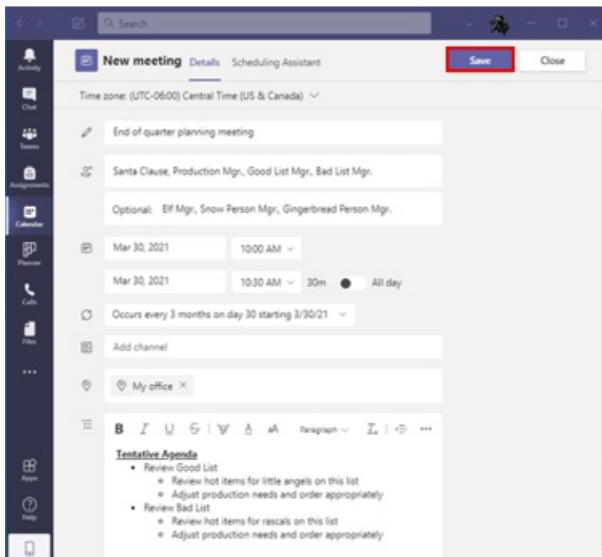 Search
New meeting Details Scheduling Assistant Save Close
Time zone: (UTC-06:00) Central Time (US & Canada)
End of quarter planning meeting
Santa Clause, Production Mgr., Good List Mgr., Bad List Mgr.
Optional: Elf Mgr., Snow Person Mgr., Gingerbread Person Mgr.
Mar 30, 2021 10:00 AM
Mar 30, 2021 10:30 AM 30m All day
Occurs every 3 months on day 30 starting 3/30/21
Add channel
My office
B I U S A AA Paragraph
Tentative Agenda
Review Good List
Review hot items for little angels on this list
Adjust production needs and order appropriately
Review Bad List
Review hot items for rascals on this list
Adjust production needs and order appropriately
Activity
Chat
Teams
Assignments
Calendar
Planner
Calls
Files
Apps
Help